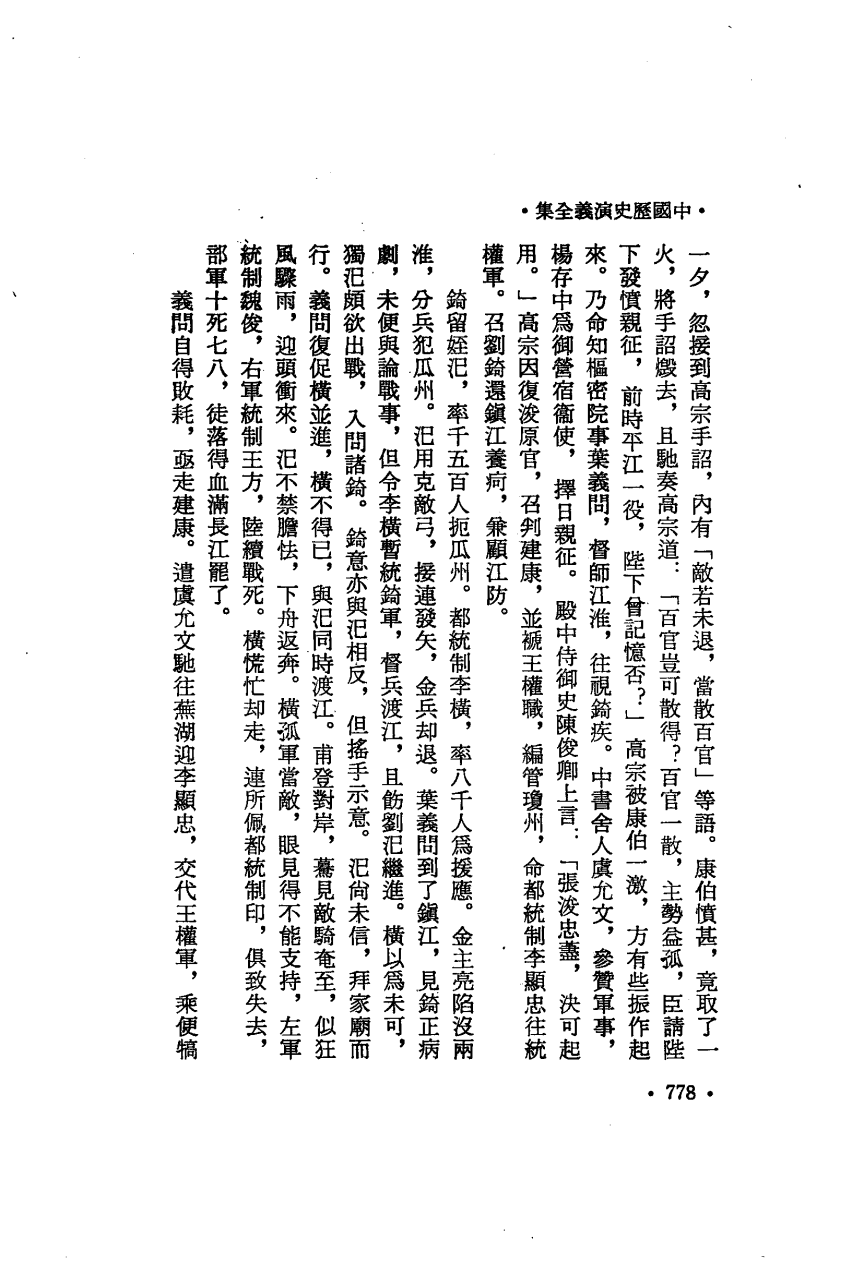 •中國歷史演義全集•
一夕，忽接到高宗手詔，內有「敵若未退，當散百官」等語。康伯憤甚，竟取了一
火，將手詔燬去，且馳奏高宗道：「百官豈可散得？百官一散，主勢益孤，臣請陛
下發憤親征，前時平江一役，陛下曾記憶否？」高宗被康伯一激，方有些振作起
來。乃命知樞密院事葉義問，督師江淮，往視錡疾。中書舍人虞允文，參贊軍事，
楊存中爲御營宿衞使，擇日親征。殿中侍御史陳俊卿上言：「張浚忠藎，決可起
用。」高宗因復浚原官，召判建康，並褫王權職，編管瓊州，命都統制李顯忠往統
權軍。召劉錡還鎭江養疴，兼顧江防。
錡留姪汜，率千五百人扼瓜州。都統制李橫，率八千人爲援應。金主亮陷沒兩
淮，分兵犯瓜州。汜用克敵弓，接連發矢，金兵却退。葉義問到了鎭江，見錡正病
劇，未便與論戰事，但令李橫暫統錡軍，督兵渡江，且飭劉汜繼進。橫以爲未可，
獨汜頗欲出戰，入問諸錡。錡意亦與汜相反，但搖手示意。汜尙未信，拜家廟而
行。義問復促橫並進，橫不得已，與汜同時渡江。甫登對岸，驀見敵騎奄至，似狂
風驟雨，迎頭衝來。汜不禁膽怯，下舟返奔。橫孤軍當敵，眼見得不能支持，左軍
統制魏俊，右軍統制王方，陸續戰死。橫慌忙却走，連所佩都統制印，俱致失去，
部軍十死七八，徒落得血滿長江罷了。
義問自得敗耗，亟走建康。遣虞允文馳往蕪湖迎李顯忠，交代王權軍，乘便犒
•778•